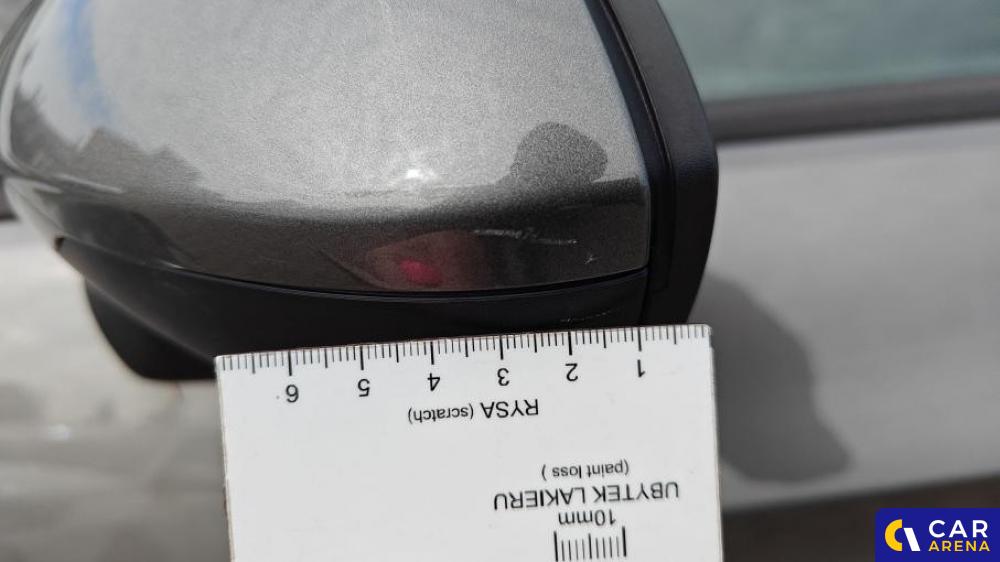 6 5 4 3 2 1
RYSA (scratch)
(paint loss)
UBYTEK LAKIERU
10mm
CAR
ARENA